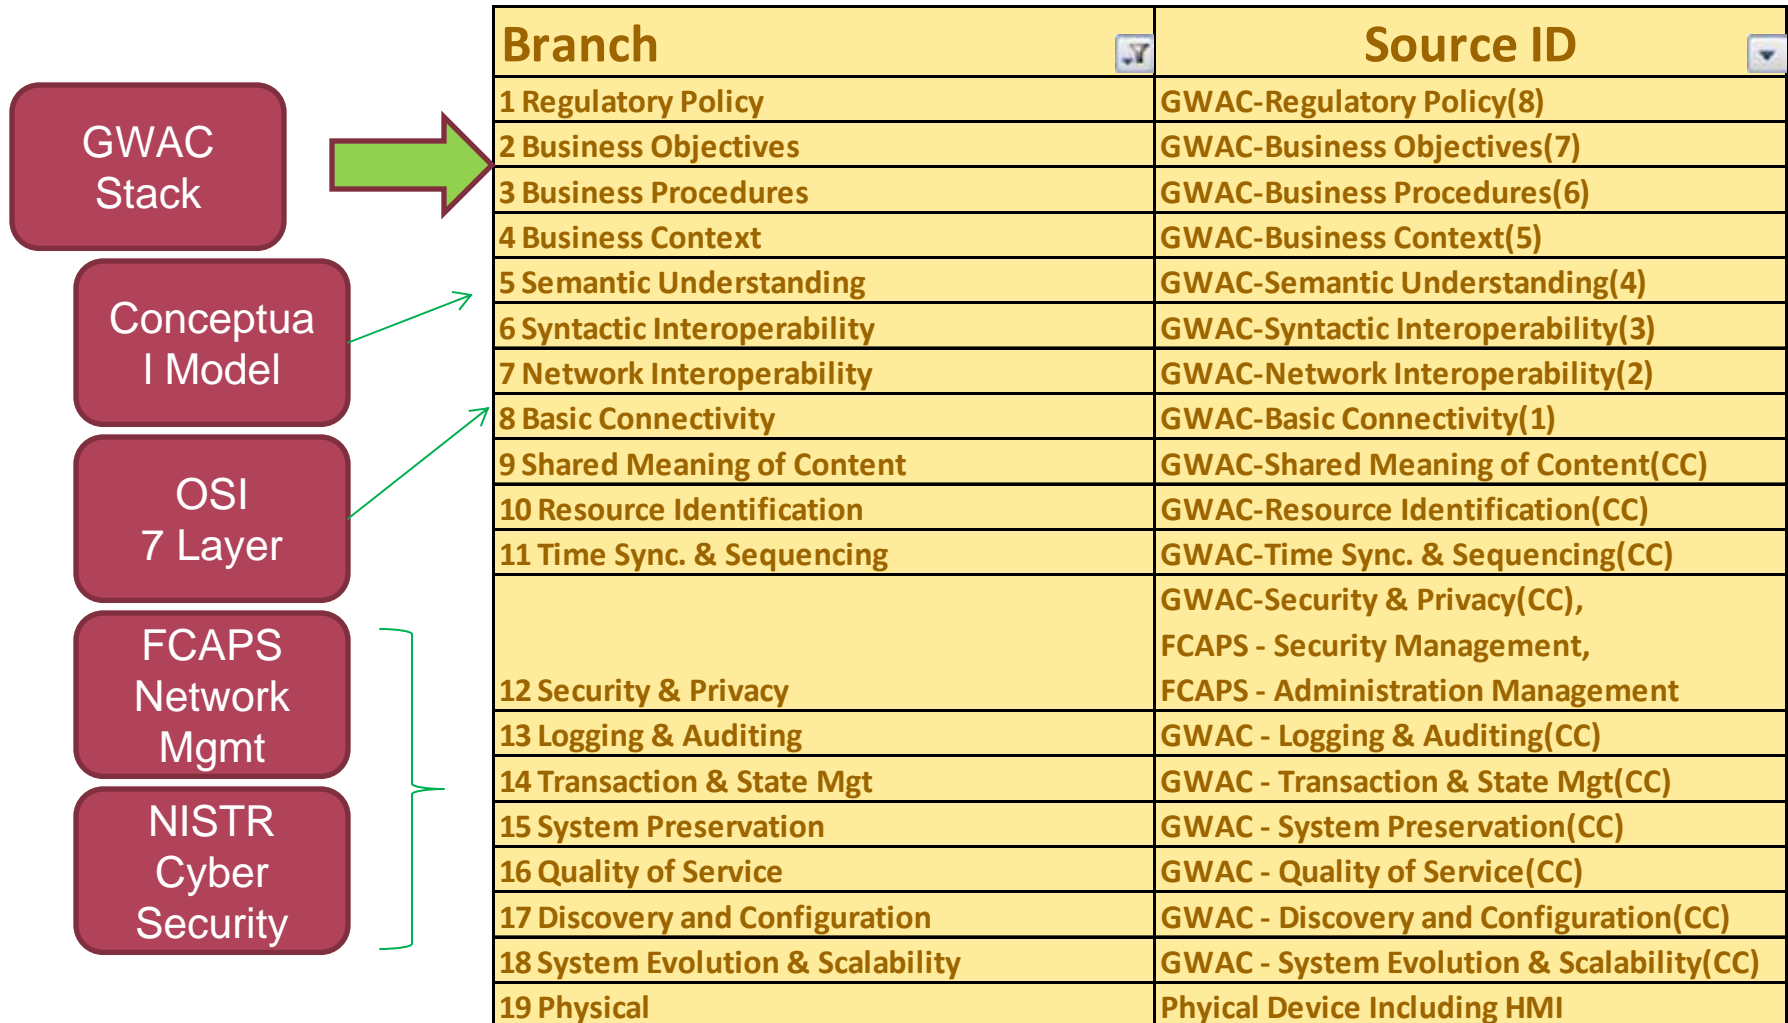 GWAC
Stack
Conceptua
l Model
OSI
7 Layer
FCAPS
Network
Mgmt
NISTR
Cyber
Security
Branch Source ID
1 Regulatory Policy GWAC-Regulatory Policy(8)
2 Business Objectives GWAC-Business Objectives(7)
3 Business Procedures GWAC-Business Procedures(6)
4 Business Context GWAC-Business Context(5)
5 Semantic Understanding GWAC-Semantic Understanding(4)
6 Syntactic Interoperability GWAC-Syntactic Interoperability(3)
7 Network Interoperability GWAC-Network Interoperability(2)
8 Basic Connectivity GWAC-Basic Connectivity(1)
9 Shared Meaning of Content GWAC-Shared Meaning of Content(CC)
10 Resource Identification GWAC-Resource Identification(CC)
11 Time Sync. & Sequencing GWAC-Time Sync. & Sequencing(CC)
GWAC-Security & Privacy(CC),
FCAPS - Security Management,
12 Security & Privacy FCAPS - Administration Management
13 Logging & Auditing GWAC - Logging & Auditing(CC)
14 Transaction & State Mgt GWAC - Transaction & State Mgt(CC)
15 System Preservation GWAC - System Preservation(CC)
16 Quality of Service GWAC - Quality of Service(CC)
17 Discovery and Configuration GWAC - Discovery and Configuration(CC)
18 System Evolution & Scalability GWAC - System Evolution & Scalability(CC)
19 Physical Phyical Device Including HMI